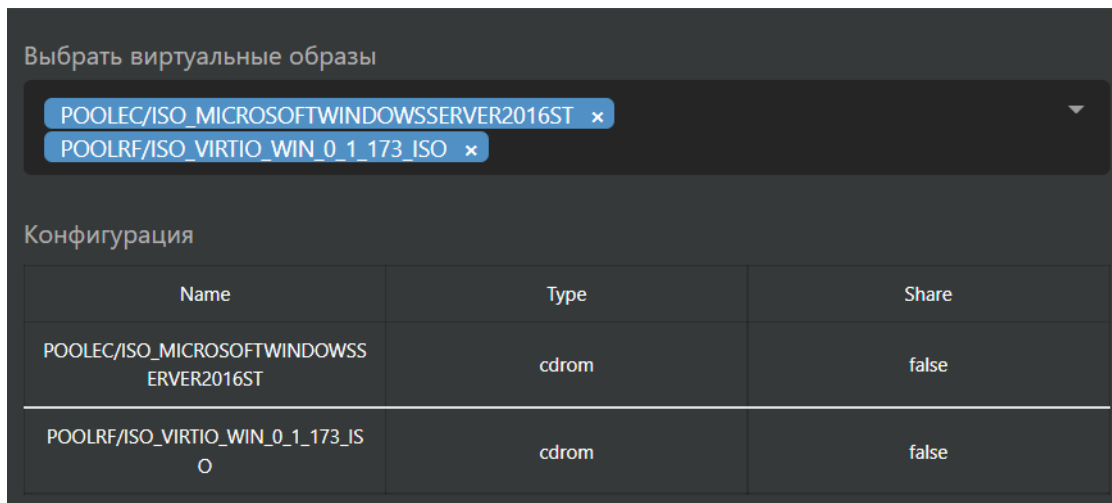 Выбрать виртуальные образы
POOLEC/ISO_MICROSOFTWINDOWSSERVER2016ST ×
POOLRF/ISO_VIRTIO_WIN_0_1_173_ISO ×
Конфигурация
Name Type Share
POOLEC/ISO_MICROSOFTWINDOWSS
ERVER2016ST cdrom false
POOLRF/ISO_VIRTIO_WIN_0_1_173_IS
O cdrom false